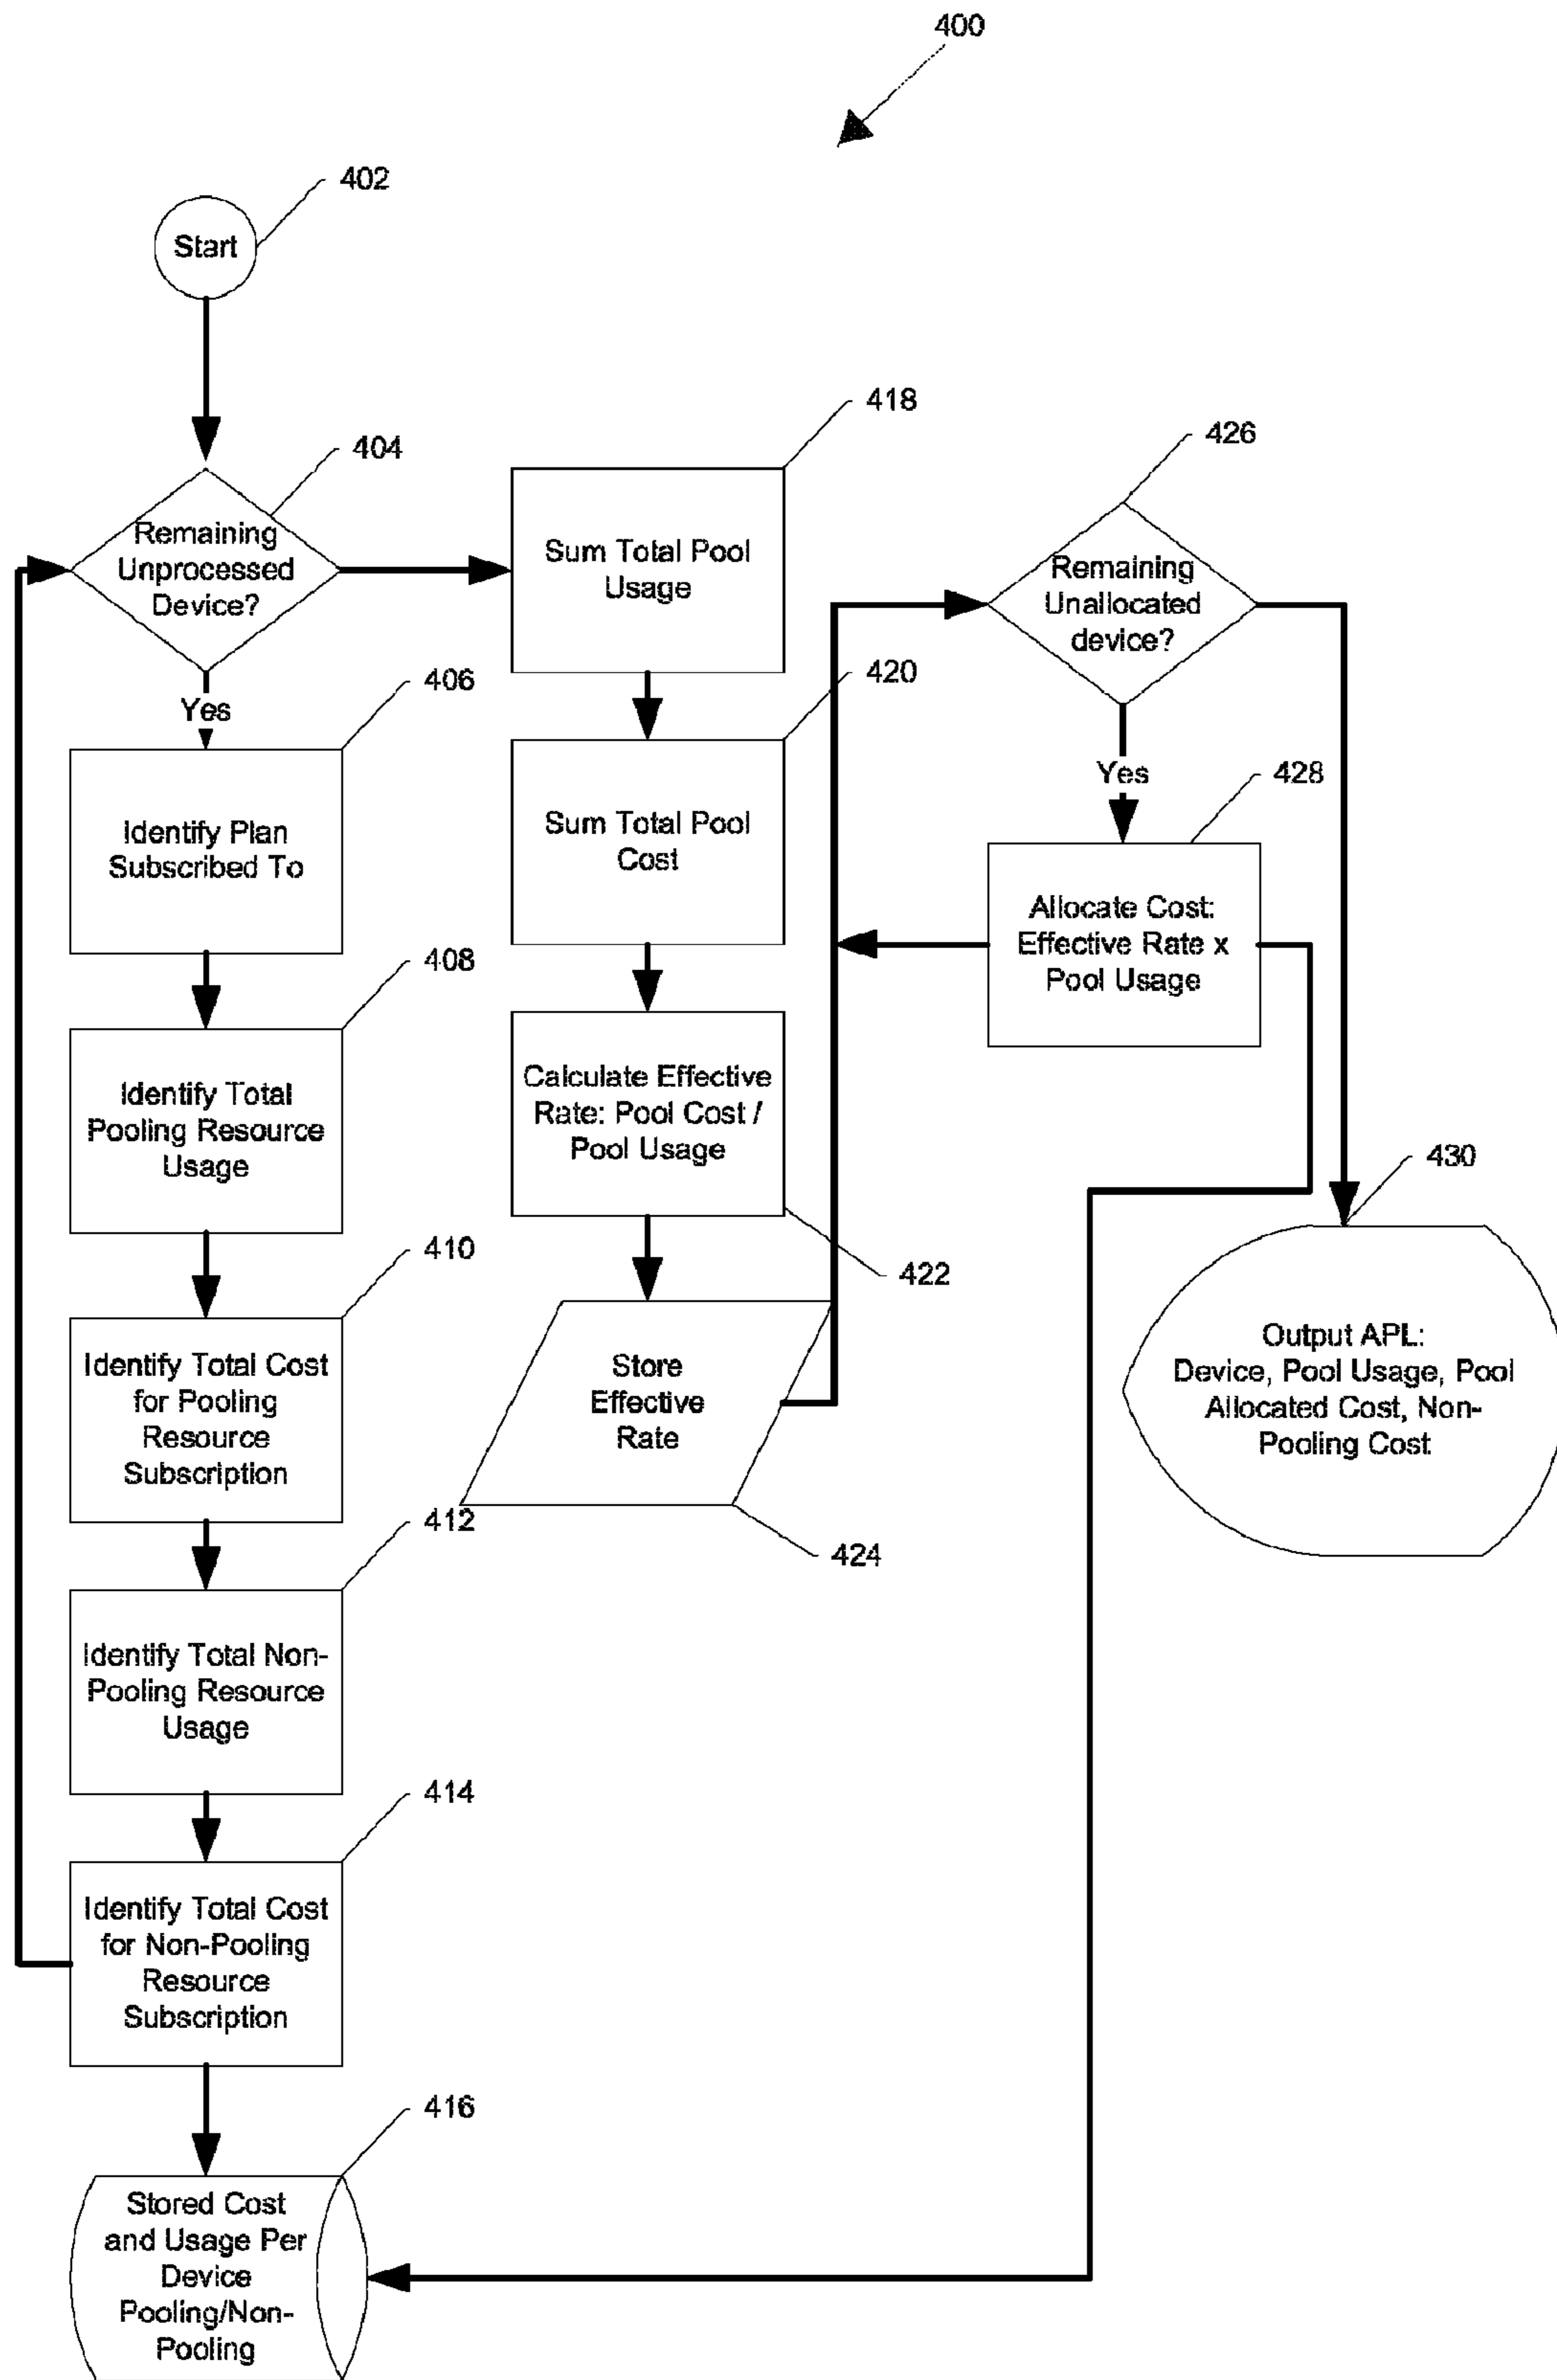 400
402
Start
404
Remaining
Unprocessed
Device?
Yes
406
Identify Plan
Subscribed To
408
Identify Total
Pooling Resource
Usage
410
Identify Total Cost
for Pooling
Resource
Subscription
412
Identify Total Non-
Pooling Resource
Usage
414
Identify Total Cost
for Non-Pooling
Resource
Subscription
416
Stored Cost
and Usage Per
Device
Pooling/Non-
Pooling
418
Sum Total Pool
Usage
420
Sum Total Pool
Cost
Calculate Effective
Rate: Pool Cost /
Pool Usage
422
Store
Effective
Rate
424
426
Remaining
Unallocated
device?
Yes
428
Allocate Cost:
Effective Rate x
Pool Usage
430
Output APL:
Device, Pool Usage, Pool
Allocated Cost, Non-
Pooling Cost